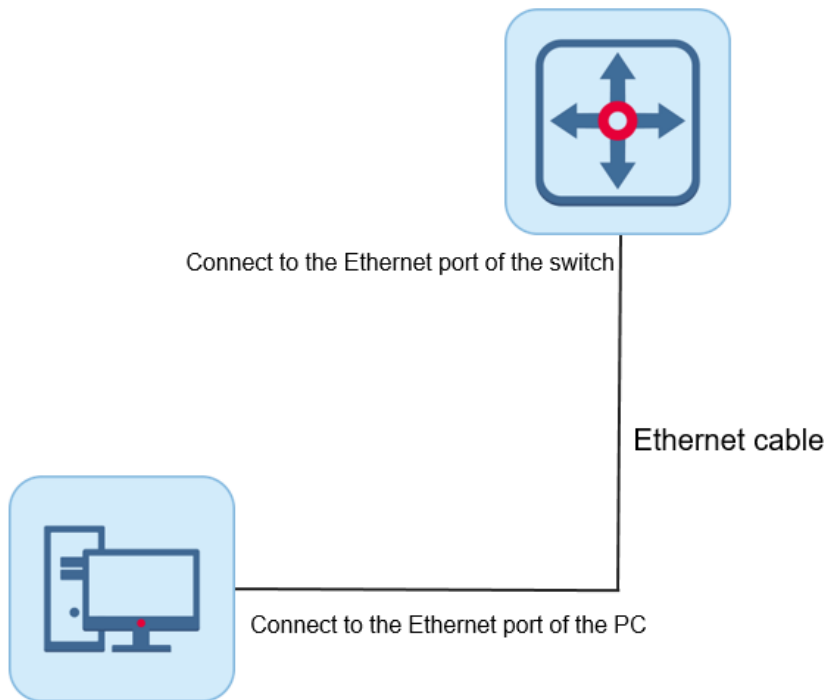 Connect to the Ethernet port of the switch
Ethernet cable
Connect to the Ethernet port of the PC